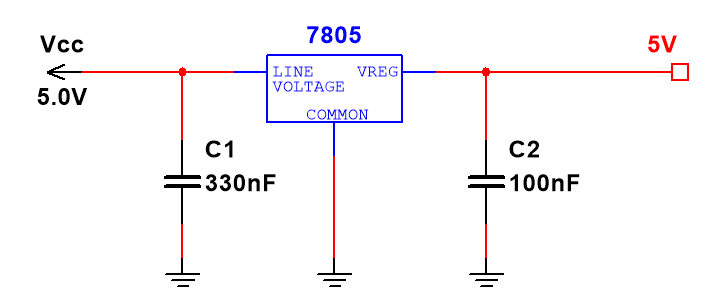 7805
Vcc
5.0V
LINE VREG
VOLTAGE
COMMON
5V
C1
330nF
C2
100nF